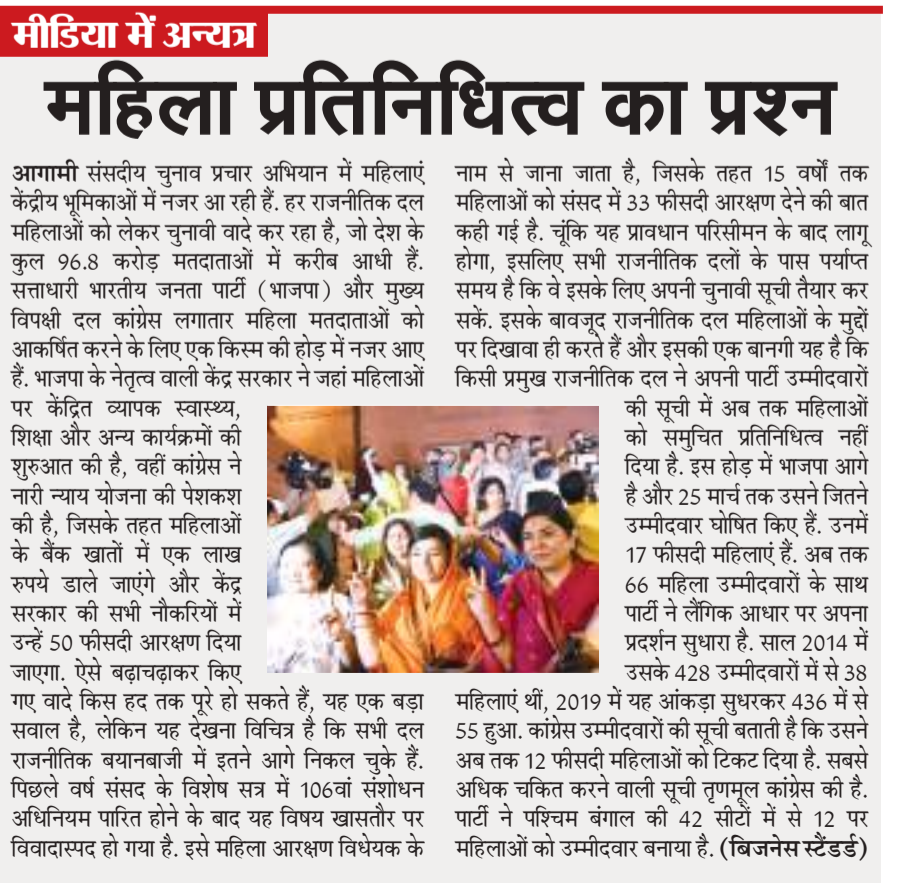 मीडिया में अन्यत्र
महिला प्रतिनिधित्व का प्रश्न
आगामी संसदीय चुनाव प्रचार अभियान में महिलाएं
केंद्रीय भूमिकाओं में नजर आ रही हैं. हर राजनीतिक दल
महिलाओं को लेकर चुनावी वादे कर रहा है, जो देश के
कुल 96.8 करोड़ मतदाताओं में करीब आधी हैं.
सत्ताधारी भारतीय जनता पार्टी (भाजपा) और मुख्य
विपक्षी दल कांग्रेस लगातार महिला मतदाताओं को
आकर्षित करने के लिए एक किस्म की होड़ में नजर आए
हैं. भाजपा के नेतृत्व वाली केंद्र सरकार ने जहां महिलाओं
पर केंद्रित व्यापक स्वास्थ्य,
शिक्षा और अन्य कार्यक्रमों की
शुरुआत की है, वहीं कांग्रेस ने
नारी न्याय योजना की पेशकश
की है, जिसके तहत महिलाओं
के बैंक खातों में एक लाख
रुपये डाले जाएंगे और केंद्र
सरकार की सभी नौकरियों में
उन्हें 50 फीसदी आरक्षण दिया
जाएगा. ऐसे बढ़ाचढ़ाकर किए
गए वादे किस हद तक पूरे हो सकते हैं, यह एक बड़ा
सवाल है, लेकिन यह देखना विचित्र है कि सभी दल
राजनीतिक बयानबाजी में इतने आगे निकल चुके हैं.
पिछले वर्ष संसद के विशेष सत्र में 106वां संशोधन
अधिनियम पारित होने के बाद यह विषय खासतौर पर
विवादास्पद हो गया है. इसे महिला आरक्षण विधेयक के
नाम से जाना जाता है, जिसके तहत 15 वर्षों तक
महिलाओं को संसद में 33 फीसदी आरक्षण देने की बात
कही गई है. चूंकि यह प्रावधान परिसीमन के बाद लागू
होगा, इसलिए सभी राजनीतिक दलों के पास पर्याप्त
समय है कि वे इसके लिए अपनी चुनावी सूची तैयार कर
सकें. इसके बावजूद राजनीतिक दल महिलाओं के मुद्दों
पर दिखावा ही करते हैं और इसकी एक बानगी यह है कि
किसी प्रमुख राजनीतिक दल ने अपनी पार्टी उम्मीदवारों
की सूची में अब तक महिलाओं
को समुचित प्रतिनिधित्व नहीं
दिया है. इस होड़ में भाजपा आगे
है और 25 मार्च तक उसने जितने
उम्मीदवार घोषित किए हैं. उनमें
17 फीसदी महिलाएं हैं. अब तक
66 महिला उम्मीदवारों के साथ
पार्टी ने लैंगिक आधार पर अपना
प्रदर्शन सुधारा है. साल 2014 में
उसके 428 उम्मीदवारों में से 38
महिलाएं थीं, 2019 में यह आंकड़ा सुधरकर 436 में से
55 हुआ. कांग्रेस उम्मीदवारों की सूची बताती है कि उसने
अब तक 12 फीसदी महिलाओं को टिकट दिया है. सबसे
अधिक चकित करने वाली सूची तृणमूल कांग्रेस की है.
पार्टी ने पश्चिम बंगाल की 42 सीटों में से 12 पर
महिलाओं को उम्मीदवार बनाया है. (बिजनेस स्टैंडर्ड)